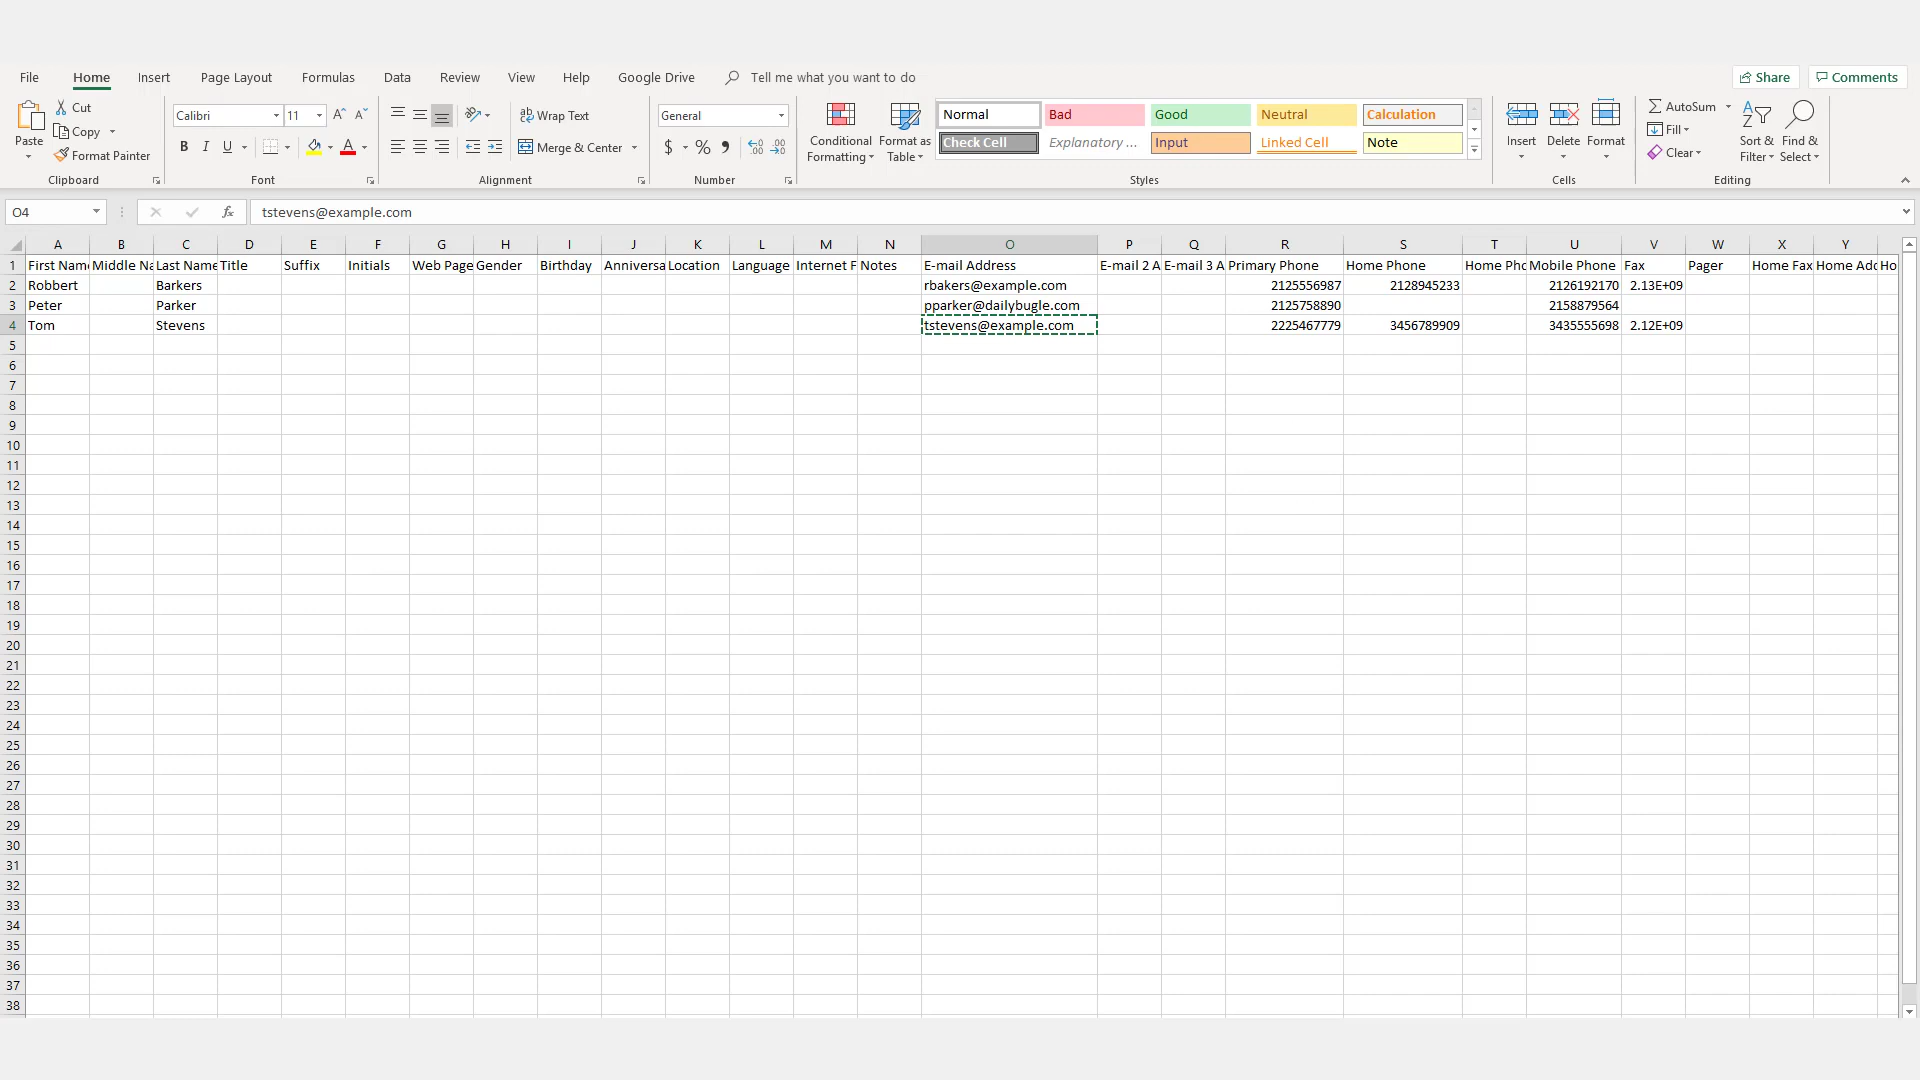 File Home Insert Page Layout Formulas Data Review View Help Google Drive Tell me what you want to do Share Comments
Paste Cut Copy Format Painter
Clipboard
Calibri 11 A A
B I U A
Font
ab Wrap Text
Merge & Center
Alignment
General
$ % 9
Number
Conditional Formatting
Format as Table
Normal Bad Good Neutral Calculation
Check Cell Explanatory ... Input Linked Cell Note
Styles
Insert Delete Format
Cells
AutoSum
Fill
Clear
Sort & Filter
Find & Select
Editing
O4 fx tstevens@example.com
A B C D E F G H I J K L M N O P Q R S T U V W X Y
1 First Name Middle Na Last Name Title Suffix Initials Web Page Gender Birthday Anniversa Location Language Internet F Notes E-mail Address E-mail 2 A E-mail 3 A Primary Phone Home Phone Home Pho Mobile Phone Fax Pager Home Fax Home Add Ho
2 Robbert Barkers rbakers@example.com 2125556987 2128945233 2126192170 2.13E+09
3 Peter Parker pparker@dailybugle.com 2125758890 2158879564
4 Tom Stevens tstevens@example.com 2225467779 3456789909 3435555698 2.12E+09
5
6
7
8
9
10
11
12
13
14
15
16
17
18
19
20
21
22
23
24
25
26
27
28
29
30
31
32
33
34
35
36
37
38